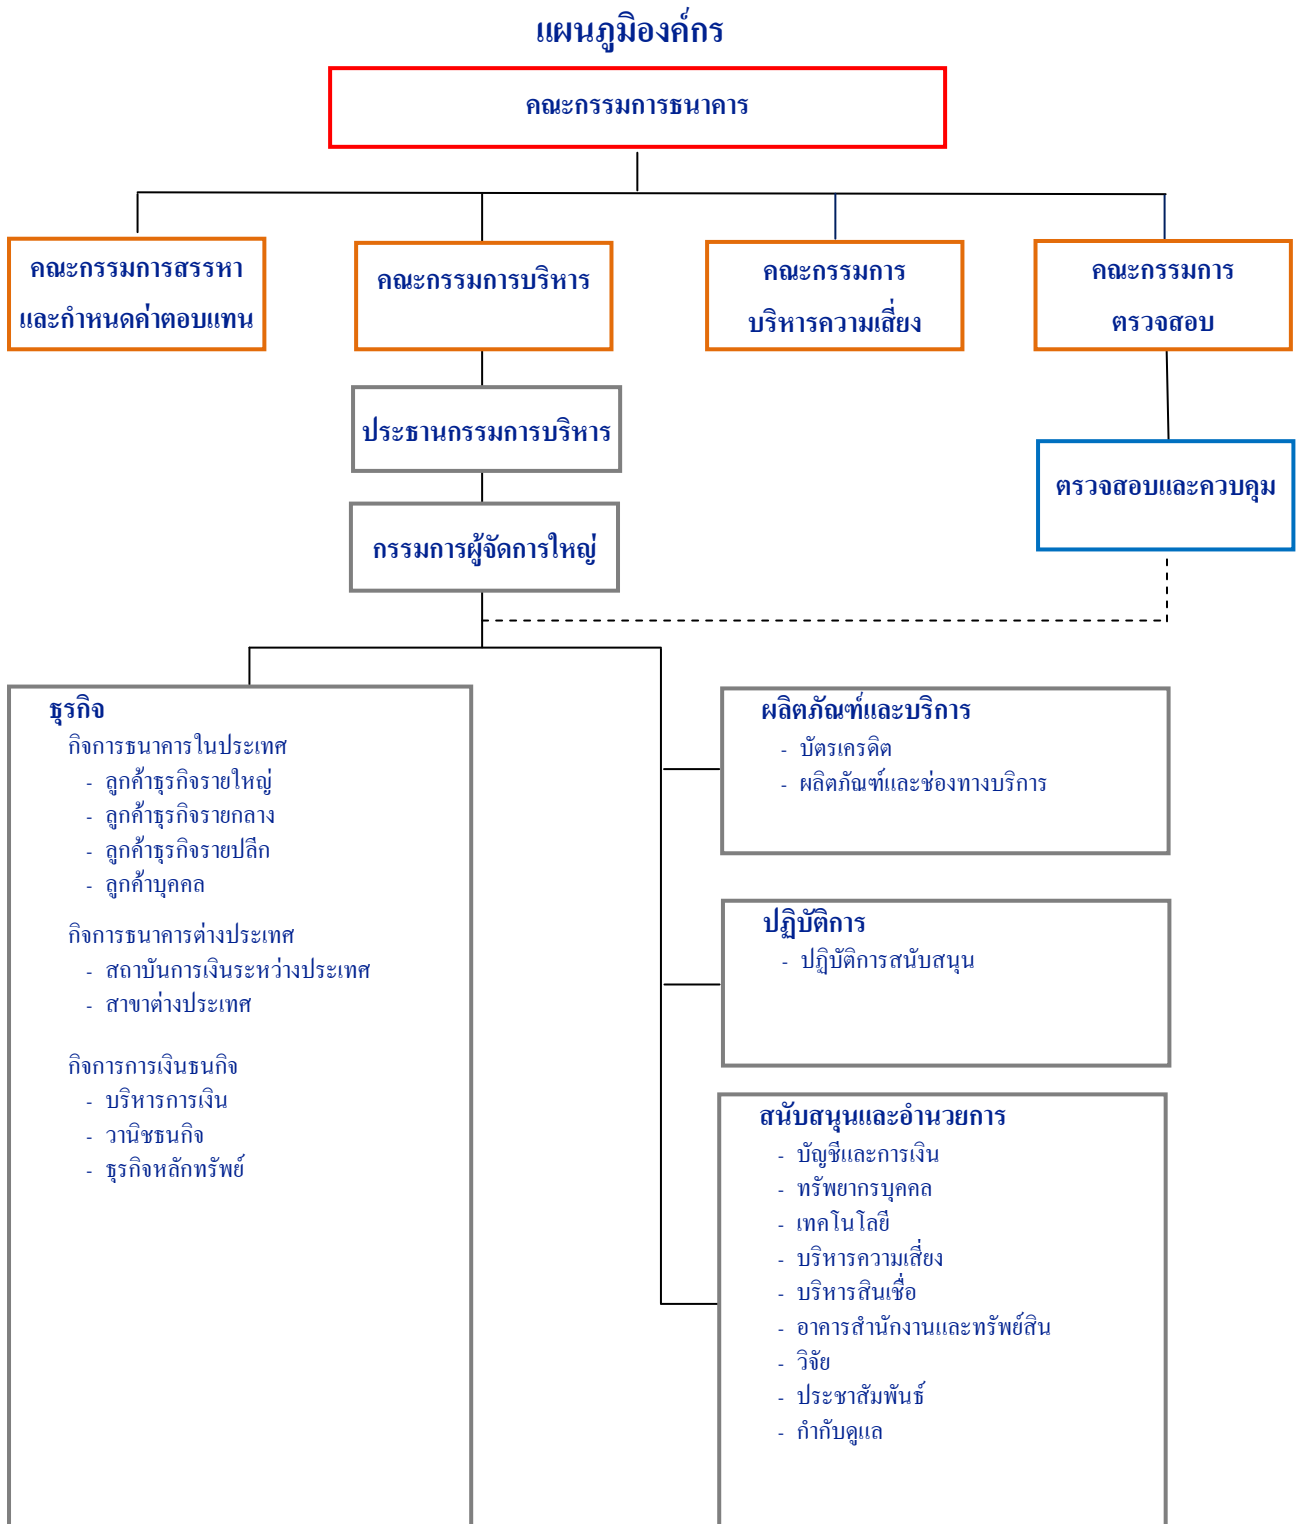 แผนภูมิองค์กร
คณะกรรมการธนาคาร
คณะกรรมการสรรหา
และกำหนดค่าตอบแทน
คณะกรรมการบริหาร
คณะกรรมการ
บริหารความเสี่ยง
คณะกรรมการ
ตรวจสอบ
ประธานกรรมการบริหาร
ตรวจสอบและควบคุม
กรรมการผู้จัดการใหญ่
ธุรกิจ
กิจการธนาคารในประเทศ
- ลูกค้าธุรกิจรายใหญ่
- ลูกค้าธุรกิจรายกลาง
- ลูกค้าธุรกิจรายปลีก
- ลูกค้าบุคคล
กิจการธนาคารต่างประเทศ
- สถาบันการเงินระหว่างประเทศ
- สาขาต่างประเทศ
กิจการการเงินธนกิจ
- บริหารการเงิน
- วานิชธนกิจ
- ธุรกิจหลักทรัพย์
ผลิตภัณฑ์และบริการ
- บัตรเครดิต
- ผลิตภัณฑ์และช่องทางบริการ
ปฏิบัติการ
- ปฏิบัติการสนับสนุน
สนับสนุนและอำนวยการ
- บัญชีและการเงิน
- ทรัพยากรบุคคล
- เทคโนโลยี
- บริหารความเสี่ยง
- บริหารสินเชื่อ
- อาคารสำนักงานและทรัพย์สิน
- วิจัย
- ประชาสัมพันธ์
- กำกับดูแล